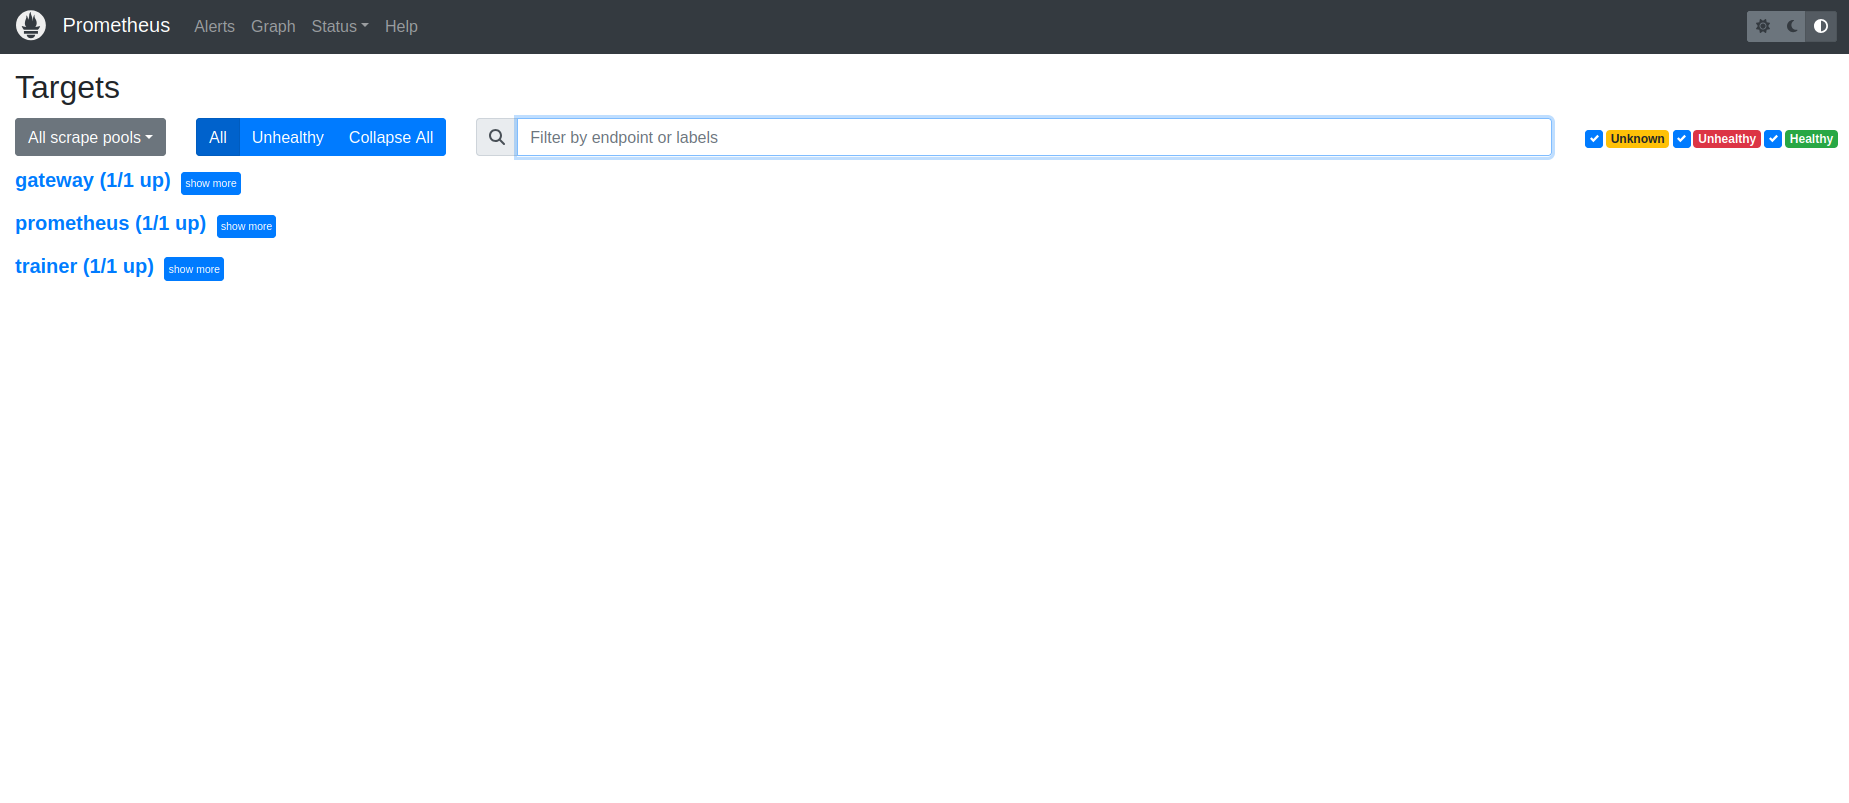 Prometheus Alerts Graph Status Help
Targets
All scrape pools All Unhealthy Collapse All Filter by endpoint or labels Unknown Unhealthy Healthy
gateway (1/1 up) show more
prometheus (1/1 up) show more
trainer (1/1 up) show more